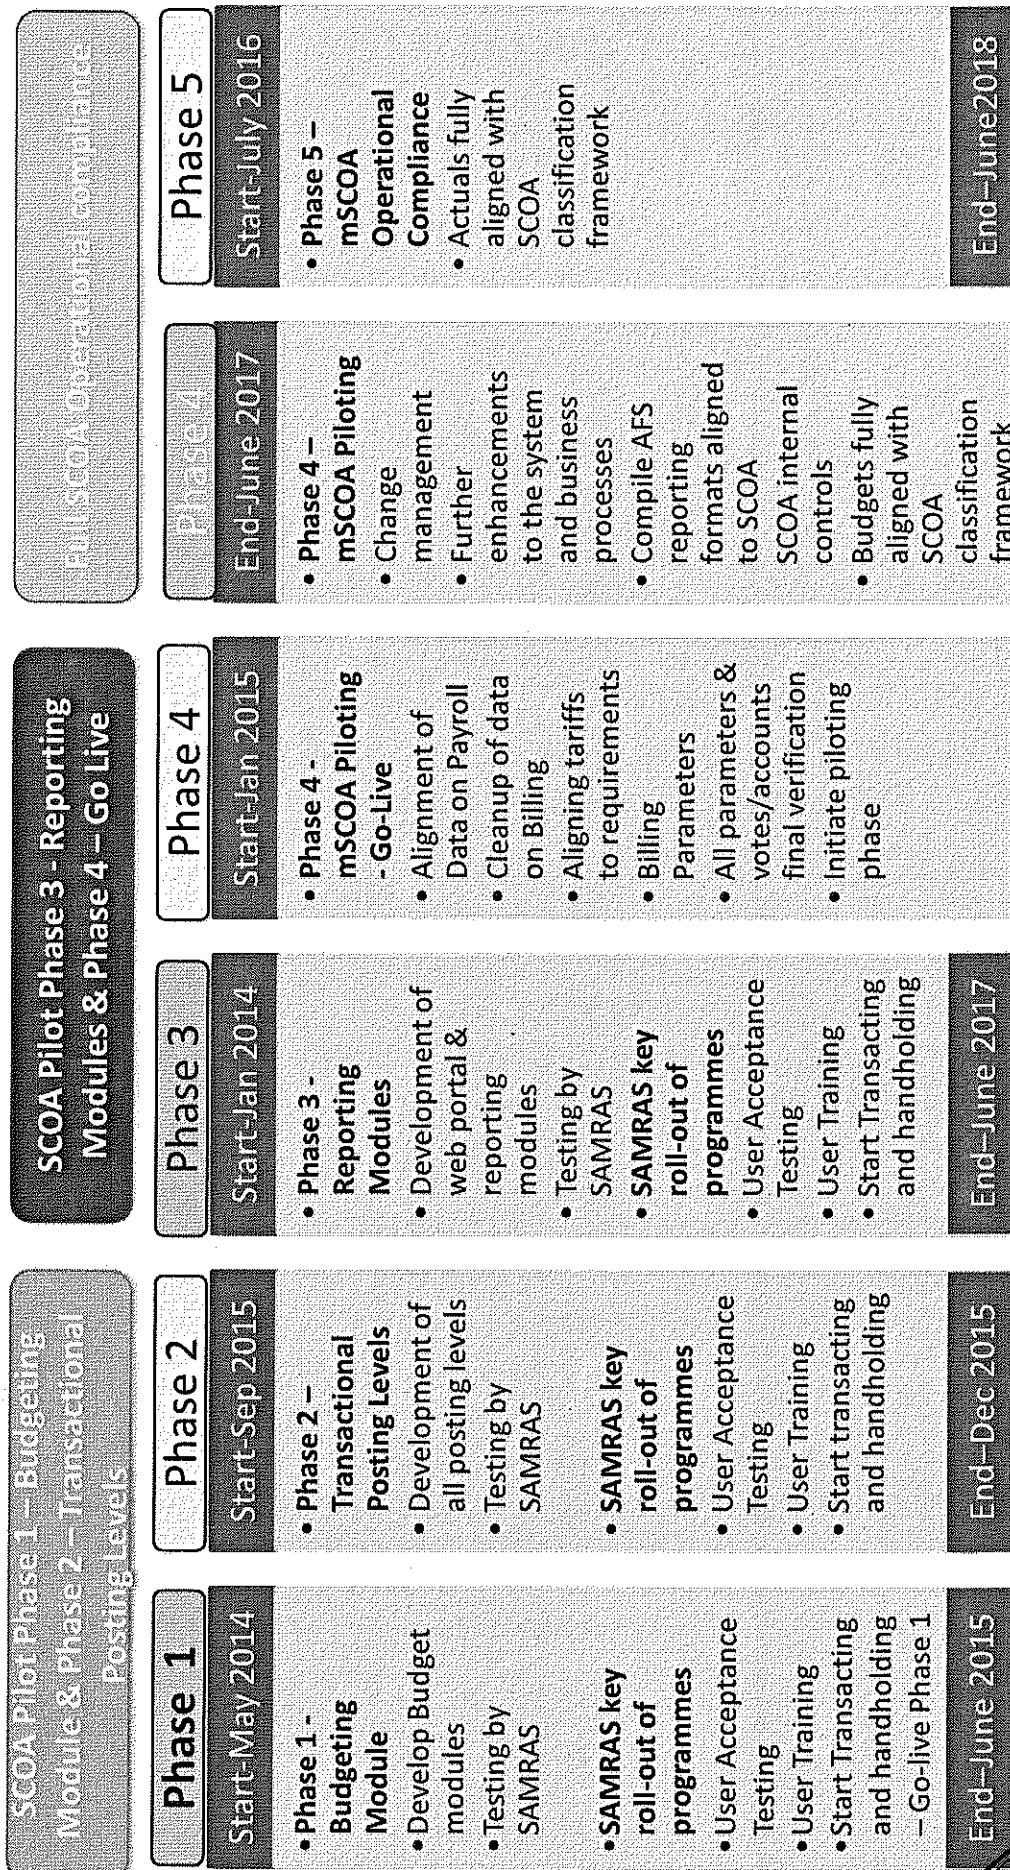 SCOA Pilot Phase 1 – Budgeting
Module & Phase 2 – Transactional
Posting Levels
SCOA Pilot Phase 3 - Reporting
Modules & Phase 4 – Go Live
Full SCOA Operational compliance
Phase 1
Start-May 2014
• Phase 1 -
Budgeting
Module
• Develop Budget
modules
• Testing by
SAMRAS
• SAMRAS key
roll-out of
programmes
• User Acceptance
Testing
• User Training
• Start Transacting
and handholding
– Go-live Phase 1
End–June 2015
Phase 2
Start-Sep 2015
• Phase 2 –
Transactional
Posting Levels
• Development of
all posting levels
• Testing by
SAMRAS
• SAMRAS key
roll-out of
programmes
• User Acceptance
Testing
• User Training
• Start transacting
and handholding
End–Dec 2015
Phase 3
Start-Jan 2014
• Phase 3 -
Reporting
Modules
• Development of
web portal &
reporting
modules
• Testing by
SAMRAS
• SAMRAS key
roll-out of
programmes
• User Acceptance
Testing
• User Training
• Start Transacting
and handholding
End–June 2017
Phase 4
Start-Jan 2015
• Phase 4 -
mSCOA Piloting
- Go-Live
• Alignment of
Data on Payroll
• Cleanup of data
on Billing
• Aligning tariffs
to requirements
• Billing
Parameters
• All parameters &
votes/accounts
final verification
• Initiate piloting
phase
Phase 4
End-June 2017
• Phase 4 –
mSCOA Piloting
• Change
management
• Further
enhancements
to the system
and business
processes
• Compile AFS
reporting
formats aligned
to SCOA
SCOA internal
controls
• Budgets fully
aligned with
SCOA
classification
framework
Phase 5
Start-July 2016
• Phase 5 –
mSCOA
Operational
Compliance
• Actuals fully
aligned with
SCOA
classification
framework
End–June2018